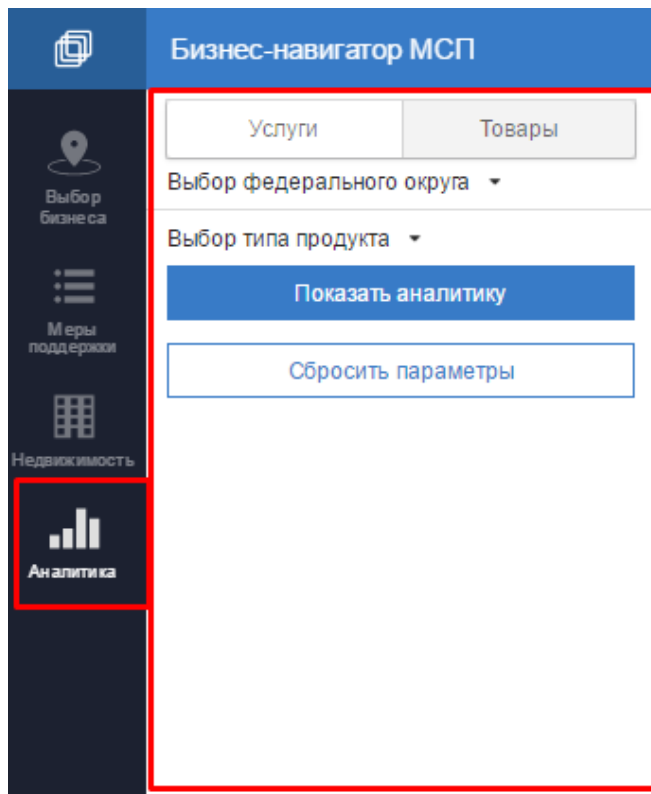 Бизнес-навигатор МСП
Выбор
бизнеса
Меры
поддержки
Недвижимость
Аналитика
Услуги
Товары
Выбор федерального округа
Выбор типа продукта
Показать аналитику
Сбросить параметры